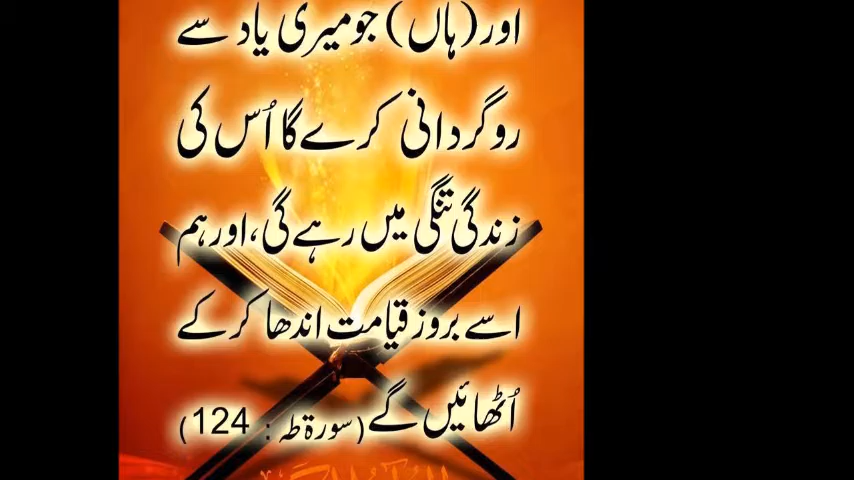 اور (ہاں) جو میری یاد سے
روگردانی کرے گا اُس کی
زندگی تنگی میں رہے گی، اور ہم
اسے بروز قیامت اندھا کر کے
اُٹھائیں گے (سورۃ طہ : 124)